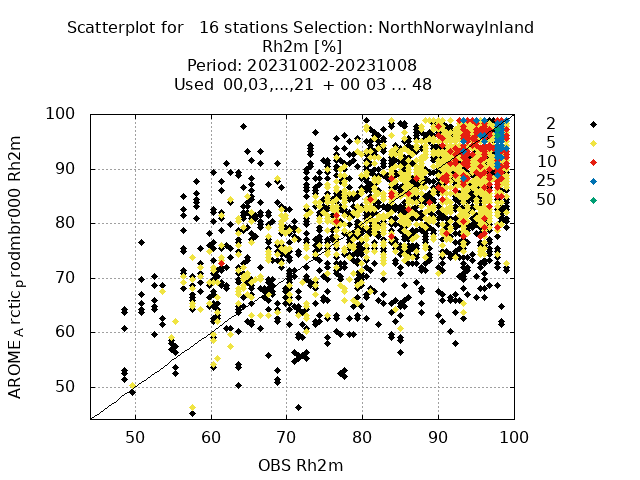 Scatterplot for   16 stations Selection: NorthNorwayInland
Rh2m [%]
Period: 20231002-20231008
Used  00,03,...,21  + 00 03 ... 48
AROME_Arctic_prodmbr000 Rh2m
100
90
80
70
60
50
50 60 70 80 90 100
OBS Rh2m
2
5
10
25
50